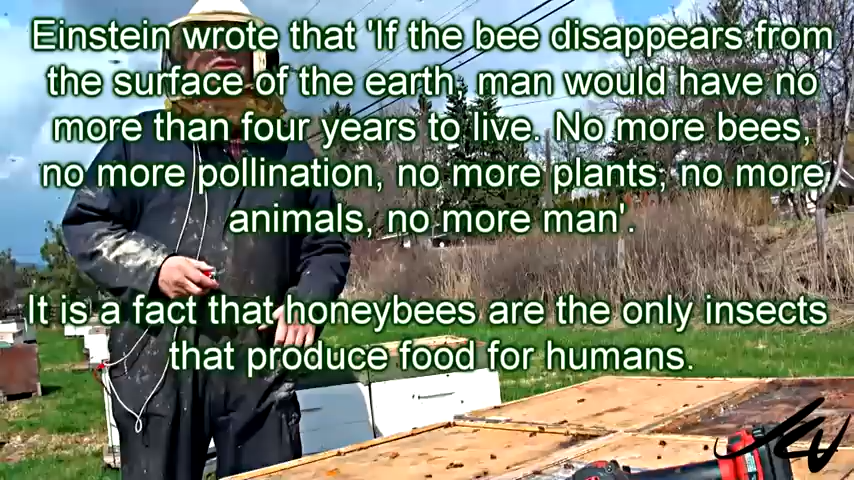 Einstein wrote that 'If the bee disappears from
the surface of the earth, man would have no
more than four years to live. No more bees,
no more pollination, no more plants, no more
animals, no more man'.
It is a fact that honeybees are the only insects
that produce food for humans.